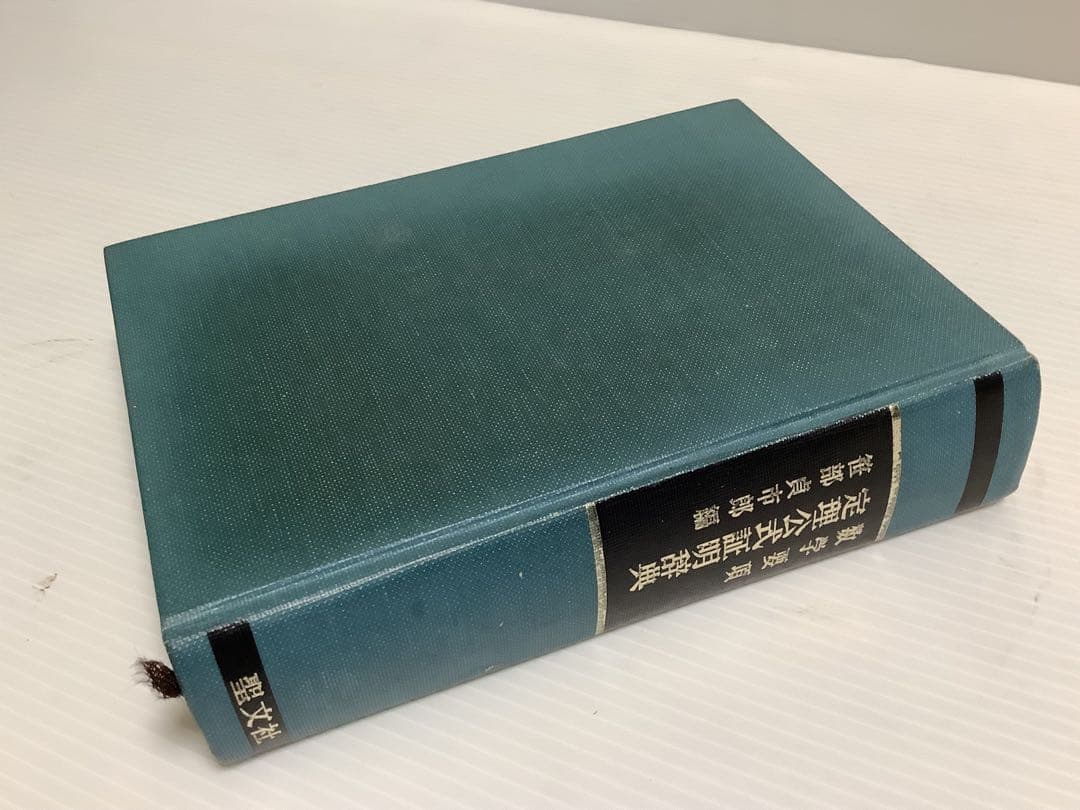 数学要項
定理公式証明辞典
笹部貞市郎編
聖文社